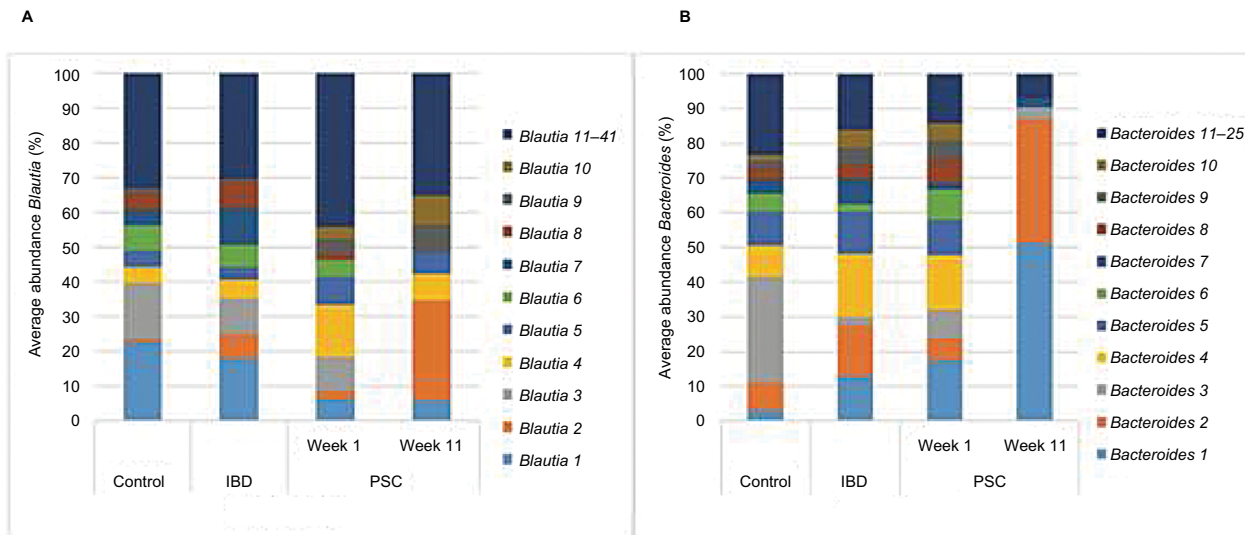 A
Average abundance Blautia (%)
100
90
80
70
60
50
40
30
20
10
0
Week 1
Week 11
Control
IBD
PSC
Blautia 11–41
Blautia 10
Blautia 9
Blautia 8
Blautia 7
Blautia 6
Blautia 5
Blautia 4
Blautia 3
Blautia 2
Blautia 1
B
Average abundance Bacteroides (%)
100
90
80
70
60
50
40
30
20
10
0
Week 1
Week 11
Control
IBD
PSC
Bacteroides 11–25
Bacteroides 10
Bacteroides 9
Bacteroides 8
Bacteroides 7
Bacteroides 6
Bacteroides 5
Bacteroides 4
Bacteroides 3
Bacteroides 2
Bacteroides 1